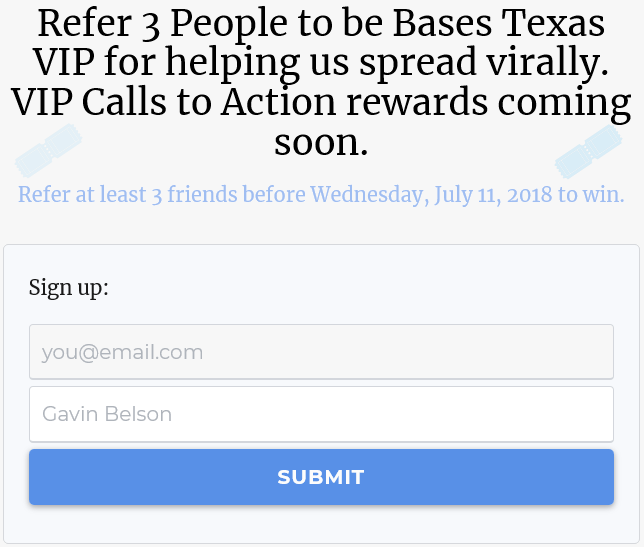 Refer 3 People to be Bases Texas
VIP for helping us spread virally.
VIP Calls to Action rewards coming
soon.
Refer at least 3 friends before Wednesday, July 11, 2018 to win.
Sign up:
you@email.com
Gavin Belson
SUBMIT